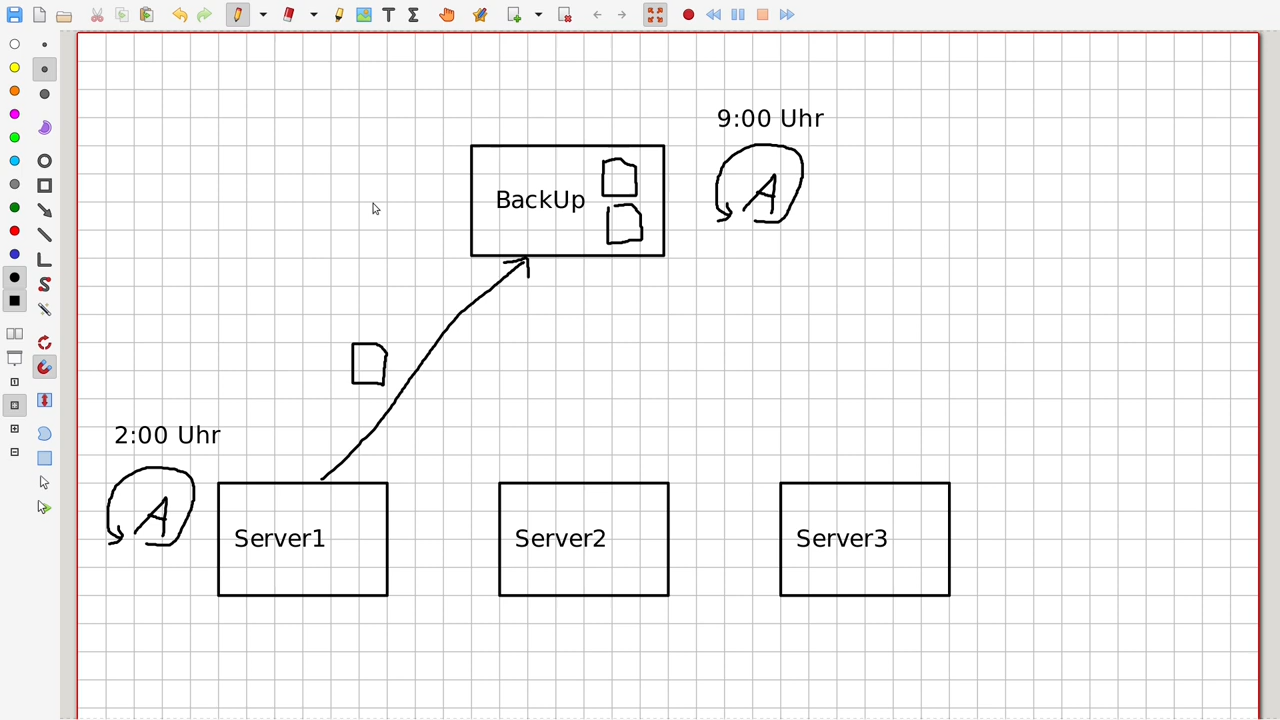 9:00 Uhr
A
BackUp
2:00 Uhr
A
Server1
Server2
Server3